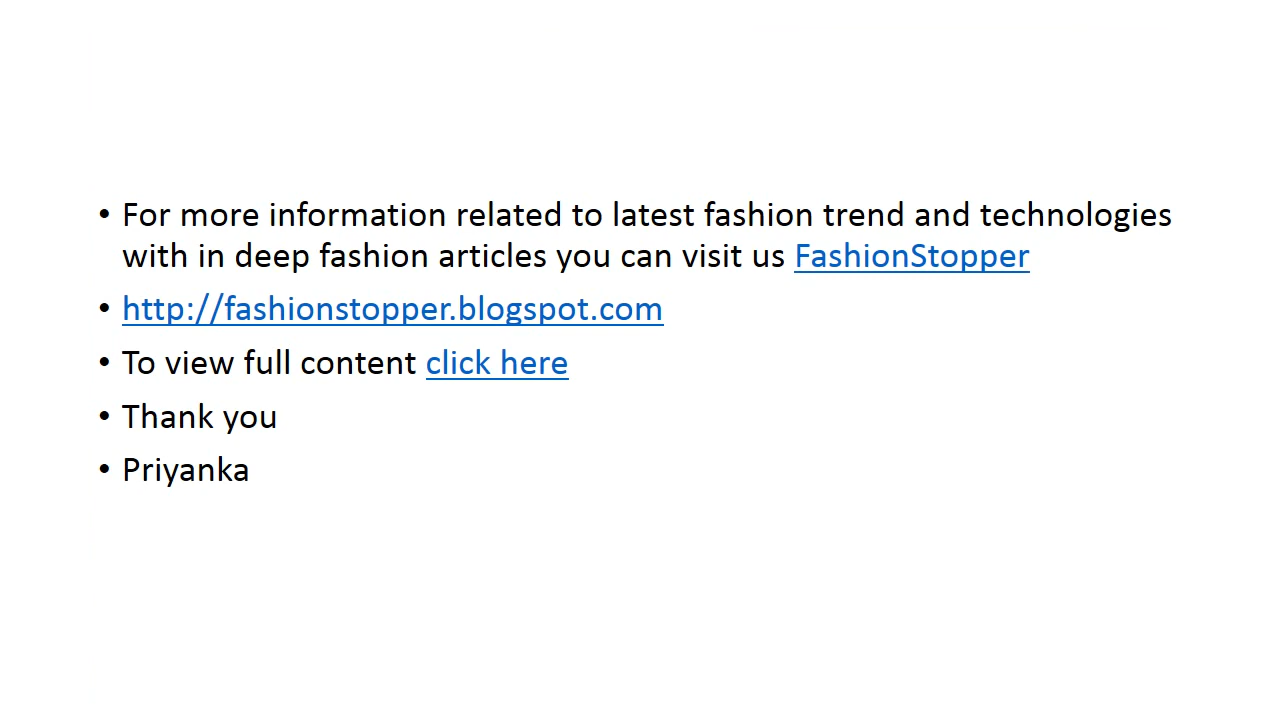 • For more information related to latest fashion trend and technologies
with in deep fashion articles you can visit us FashionStopper
• http://fashionstopper.blogspot.com
• To view full content click here
• Thank you
• Priyanka